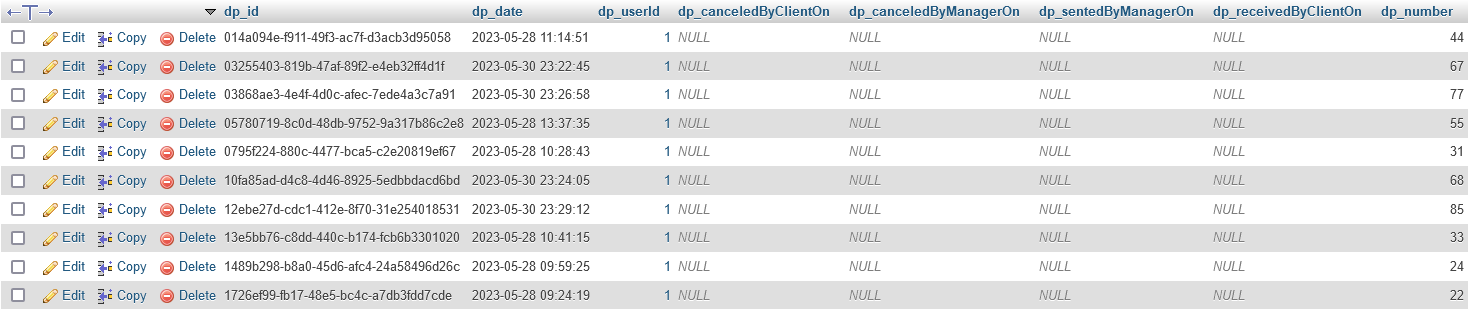 dp_id dp_date dp_userId dp_canceledByClientOn dp_canceledByManagerOn dp_sentedByManagerOn dp_receivedByClientOn dp_number
Edit Copy Delete 014a094e-f911-49f3-ac7f-d3acb3d95058 2023-05-28 11:14:51 1 NULL NULL NULL NULL 44
Edit Copy Delete 03255403-819b-47af-89f2-e4eb32ff4d1f 2023-05-30 23:22:45 1 NULL NULL NULL NULL 67
Edit Copy Delete 03868ae3-4e4f-4d0c-afec-7ede4a3c7a91 2023-05-30 23:26:58 1 NULL NULL NULL NULL 77
Edit Copy Delete 05780719-8c0d-48db-9752-9a317b86c2e8 2023-05-28 13:37:35 1 NULL NULL NULL NULL 55
Edit Copy Delete 0795f224-880c-4477-bca5-c2e20819ef67 2023-05-28 10:28:43 1 NULL NULL NULL NULL 31
Edit Copy Delete 10fa85ad-d4c8-4d46-8925-5edbbdacd6bd 2023-05-30 23:24:05 1 NULL NULL NULL NULL 68
Edit Copy Delete 12ebe27d-cdc1-412e-8f70-31e254018531 2023-05-30 23:29:12 1 NULL NULL NULL NULL 85
Edit Copy Delete 13e5bb76-c8dd-440c-b174-fcb6b3301020 2023-05-28 10:41:15 1 NULL NULL NULL NULL 33
Edit Copy Delete 1489b298-b8a0-45d6-afc4-24a58496d26c 2023-05-28 09:59:25 1 NULL NULL NULL NULL 24
Edit Copy Delete 1726ef99-fb17-48e5-bc4c-a7db3fdd7cde 2023-05-28 09:24:19 1 NULL NULL NULL NULL 22